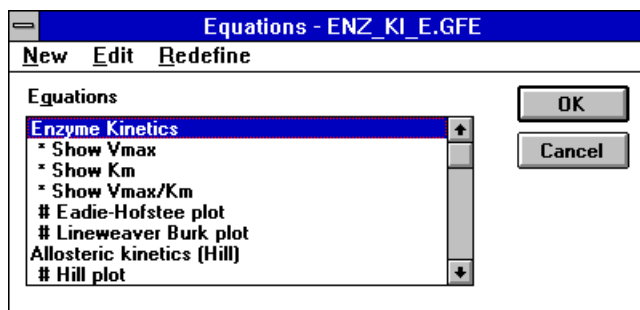 Equations - ENZ_KI_E.GFE
New Edit Redefine
Equations
Enzyme Kinetics
* Show Vmax
* Show Km
* Show Vmax/Km
# Eadie-Hofstee plot
# Lineweaver Burk plot
Allosteric kinetics (Hill)
# Hill plot
OK
Cancel